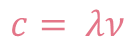 c = λν